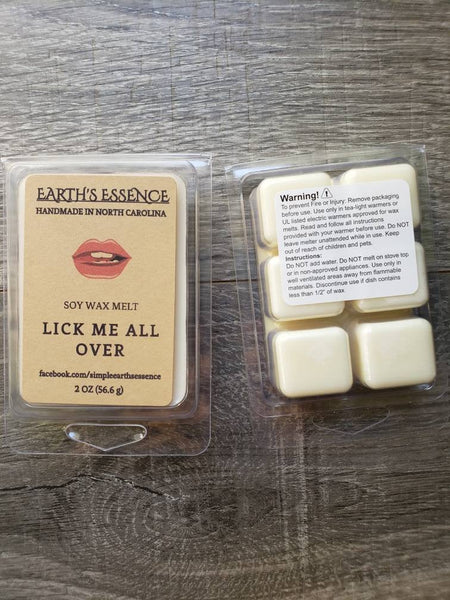 EARTH'S ESSENCE
HANDMADE IN NORTH CAROLINA
SOY WAX MELT
LICK ME ALL
OVER
facebook.com/simpleearthsessence
2 OZ (56.6 g)
Warning!
To prevent Fire or Injury: Remove packaging
before use. Use only in tea-light warmers or
UL listed electric warmers approved for wax
melts. Read and follow all instructions
provided with your warmer before use. Do NOT
leave melter unattended while in use. Keep
out of reach of children and pets.
Instructions:
Do NOT add water. Do NOT melt on stove top
or in non-approved appliances. Use only in
well ventilated areas away from flammable
materials. Discontinue use if dish contains
less than 1/2" of wax.